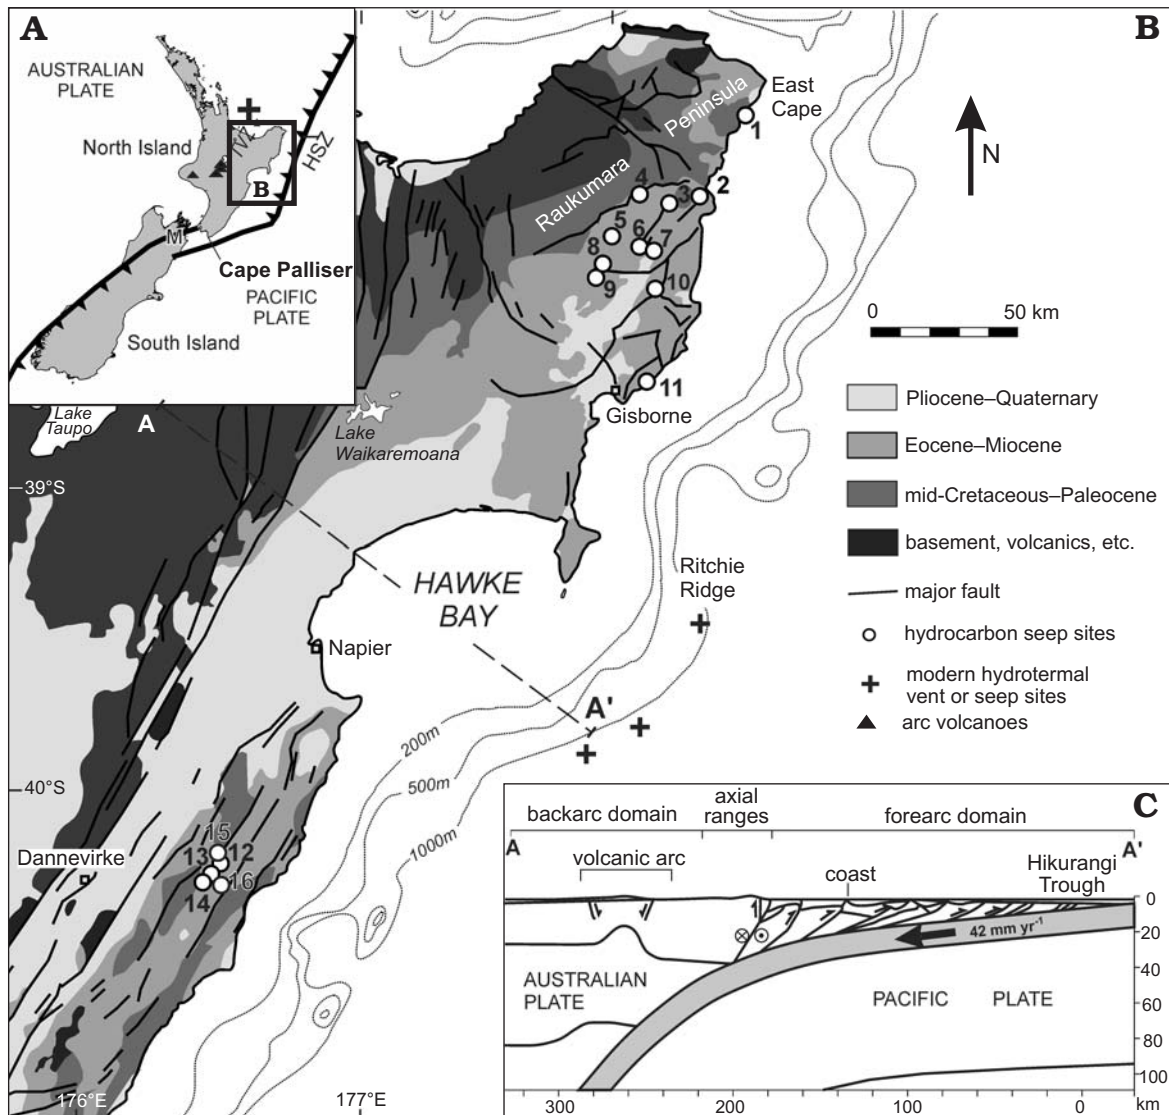 A
AUSTRALIAN
PLATE
North Island
TVZ
HSZ
B
M
Cape Palliser
PACIFIC
PLATE
South Island
B
East
Cape
N
Raukumara Peninsula
1
2
3
4
5
6
7
8
9
10
11
Gisborne
0 50 km
Pliocene–Quaternary
Eocene–Miocene
mid-Cretaceous–Paleocene
basement, volcanics, etc.
major fault
hydrocarbon seep sites
modern hydrotermal
vent or seep sites
arc volcanoes
Lake
Taupo
A
Lake
Waikaremoana
39°S
HAWKE
BAY
Ritchie
Ridge
Napier
A'
200m
500m
1000m
40°S
Dannevirke
15
13 12
16
14
176°E
177°E
C
backarc domain
axial
ranges
forearc domain
A
A'
volcanic arc
coast
Hikurangi
Trough
42 mm yr-1
AUSTRALIAN
PLATE
PACIFIC PLATE
0
20
40
60
80
100
300 200 100 0 km